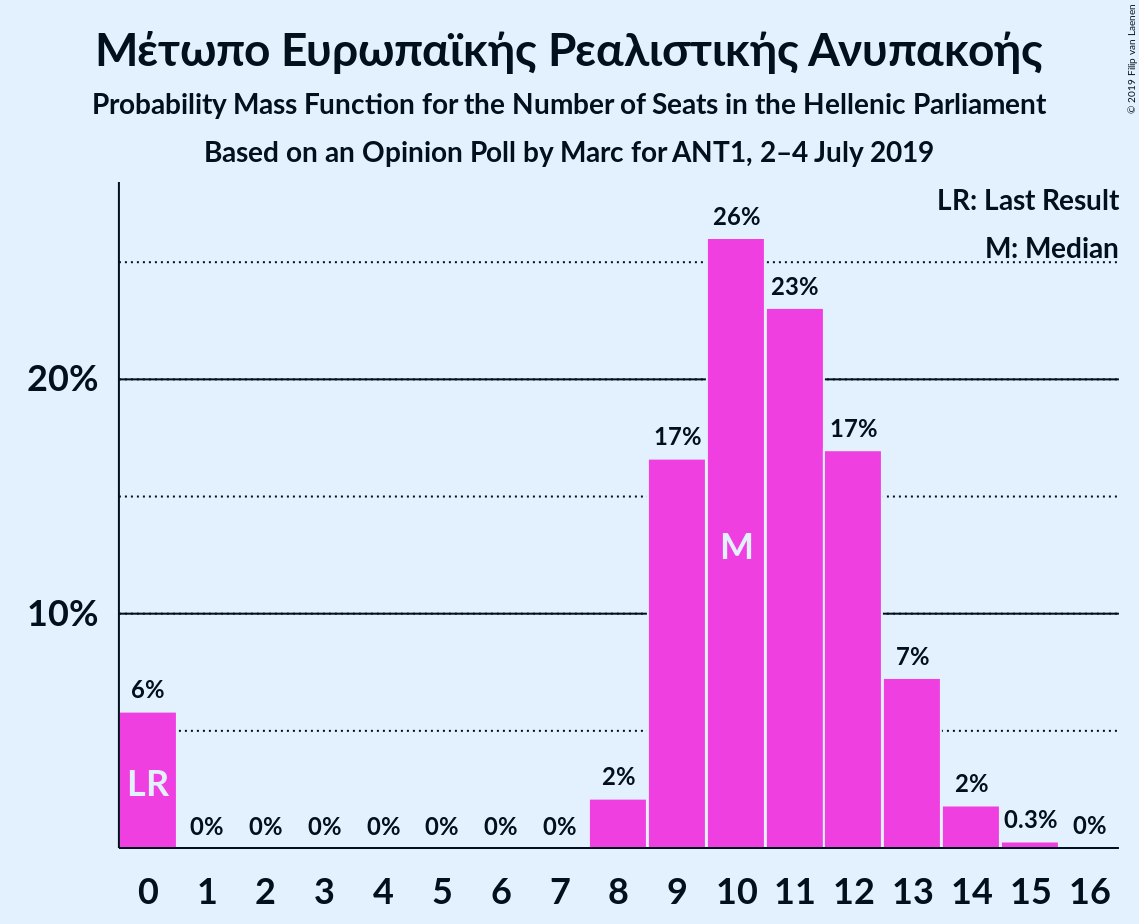 Μέτωπο Ευρωπαϊκής Ρεαλιστικής Ανυπακοής
Probability Mass Function for the Number of Seats in the Hellenic Parliament
Based on an Opinion Poll by Marc for ANT1, 2–4 July 2019
© 2019 Filip van Laenen
LR: Last Result
M: Median
20%
10%
6%
0%
0%
0%
0%
0%
0%
0%
2%
17%
26%
23%
17%
7%
2%
0.3%
0%
LR
M
0 1 2 3 4 5 6 7 8 9 10 11 12 13 14 15 16